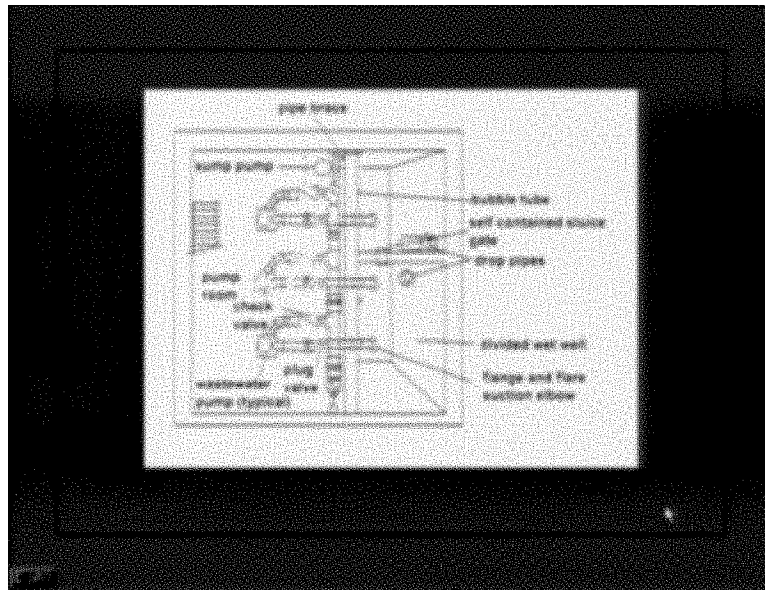 pipe brace
sump pump
bubble tube
self contained sluice
gate
drop pipes
pump
room
check
valve
divided wet well
plug
valve
flange and flare
suction elbow
wastewater
pump (typical)